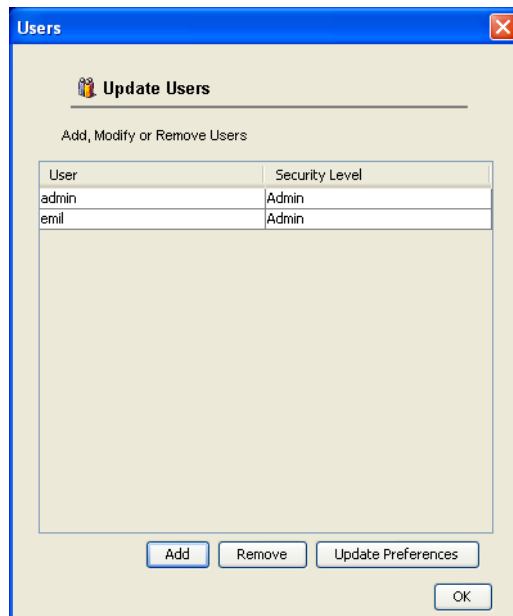 Users
Update Users
Add, Modify or Remove Users
User Security Level
admin Admin
emil Admin
Add Remove Update Preferences
OK